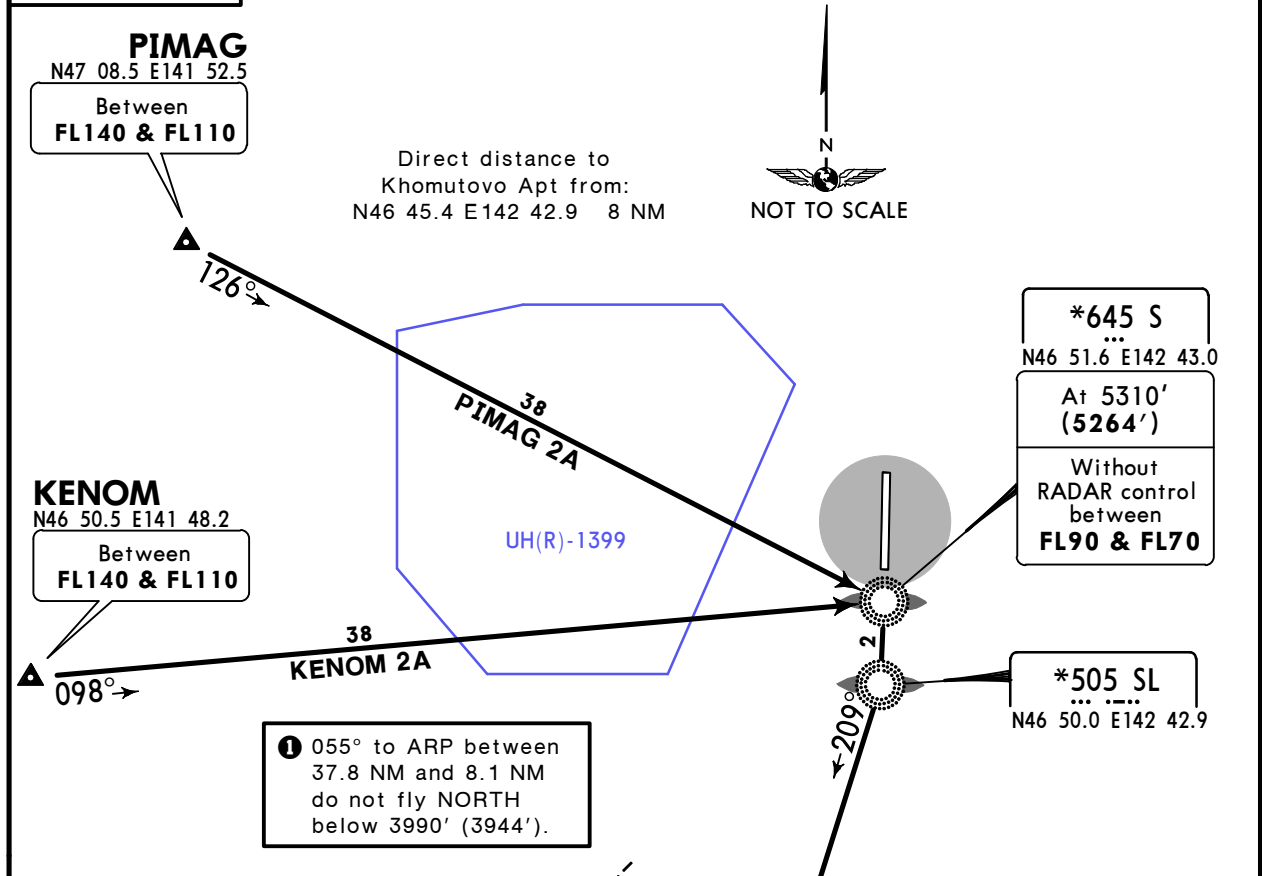 PIMAG
N47 08.5 E141 52.5
Between
FL140 & FL110
Direct distance to
Khomutovo Apt from:
N46 45.4 E142 42.9 8 NM
N
NOT TO SCALE
126°
38
PIMAG 2A
*645 S
N46 51.6 E142 43.0
At 5310'
(5264')
Without
RADAR control
between
FL90 & FL70
KENOM
N46 50.5 E141 48.2
Between
FL140 & FL110
UH(R)-1399
38
KENOM 2A
098°
2
*505 SL
N46 50.0 E142 42.9
209°
1 055° to ARP between
37.8 NM and 8.1 NM
do not fly NORTH
below 3990' (3944').